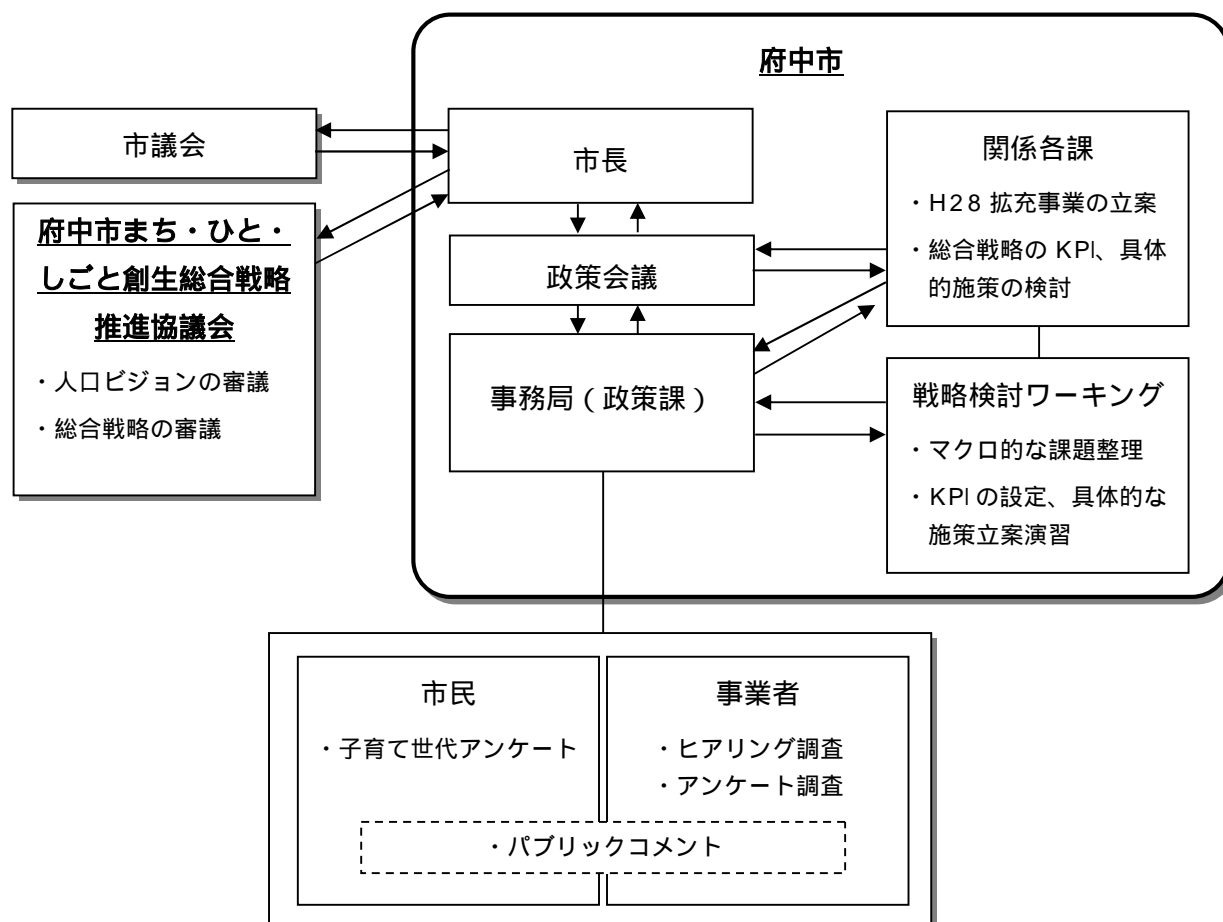 府中市
市議会
市長
関係各課
・H28 拡充事業の立案
・総合戦略の KPI、具体
的施策の検討
府中市まち・ひと・
しごと創生総合戦略
推進協議会
・人口ビジョンの審議
・総合戦略の審議
政策会議
事務局（政策課）
戦略検討ワーキング
・マクロ的な課題整理
・KPI の設定、具体的な
施策立案演習
市民
・子育て世代アンケート
事業者
・ヒアリング調査
・アンケート調査
・パブリックコメント